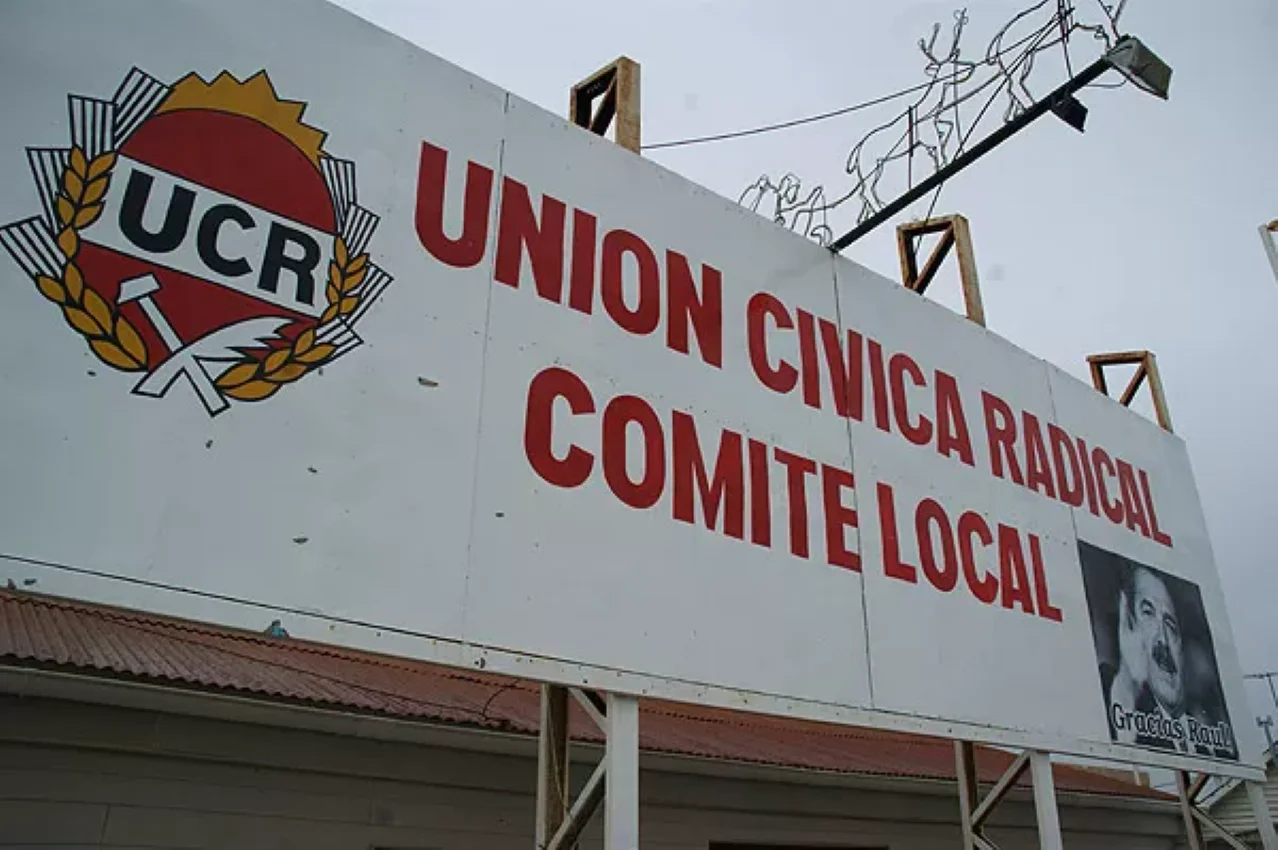 UCR
UNION CIVICA RADICAL
COMITE LOCAL
Gracias Raul